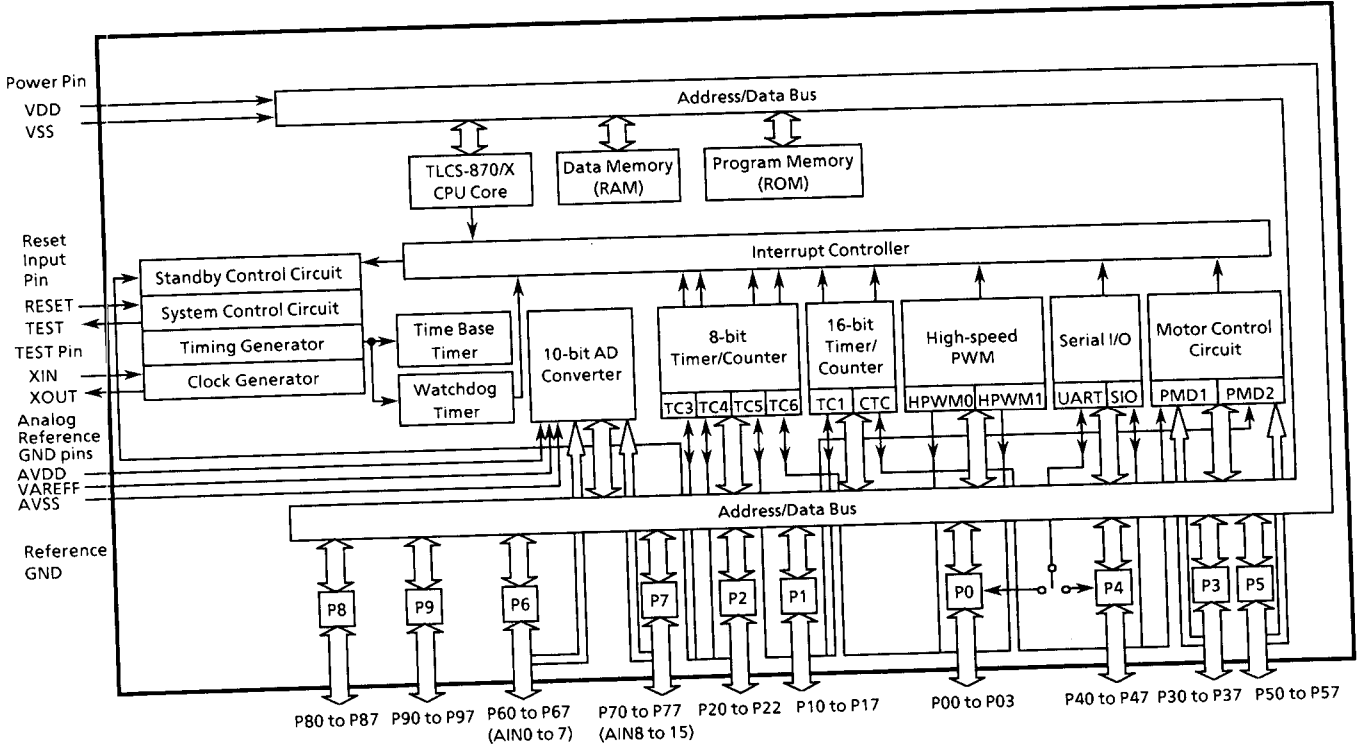 Power Pin
VDD
VSS
Address/Data Bus
TLCS-870/X
CPU Core
Data Memory
(RAM)
Program Memory
(ROM)
Reset
Input
Pin
RESET
TEST
TEST Pin
XIN
XOUT
Analog
Reference
GND pins
AVDD
VAREFF
AVSS
Reference
GND
Interrupt Controller
Standby Control Circuit
System Control Circuit
Timing Generator
Clock Generator
Time Base
Timer
Watchdog
Timer
10-bit AD
Converter
8-bit
Timer/Counter
TC3 TC4 TC5 TC6
16-bit
Timer/
Counter
TC1 CTC
High-speed
PWM
HPWM0 HPWM1
Serial I/O
UART SIO
Motor Control
Circuit
PMD1 PMD2
Address/Data Bus
P8 P9 P6 P7 P2 P1 P0 P4 P3 P5
P80 to P87 P90 to P97 P60 to P67 P70 to P77 P20 to P22 P10 to P17 P00 to P03 P40 to P47 P30 to P37 P50 to P57
(AIN0 to 7) (AIN8 to 15)